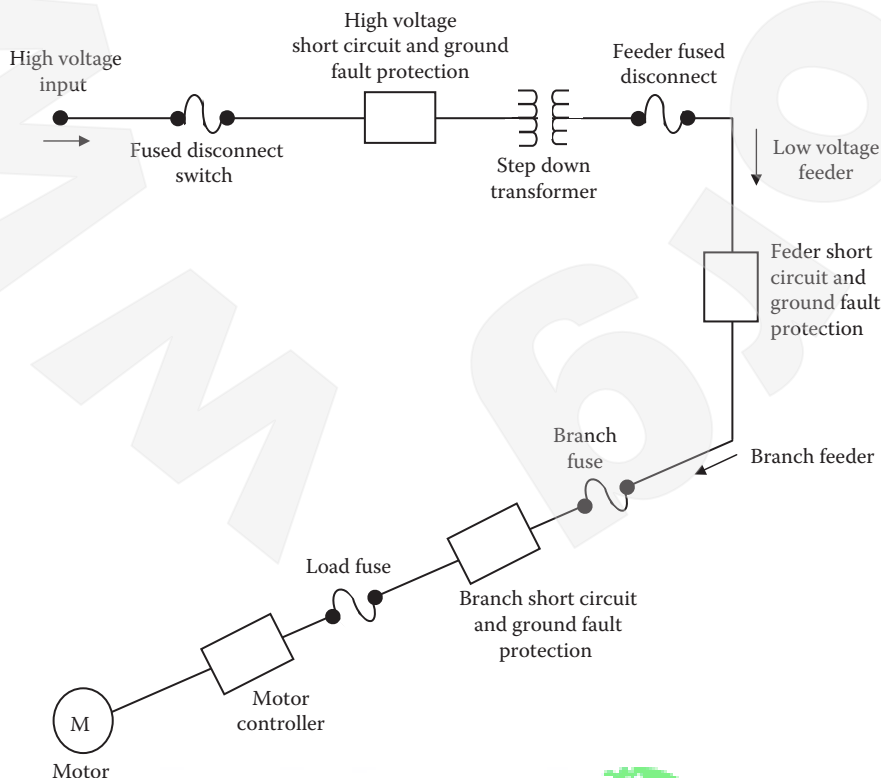 High voltage
input
Fused disconnect
switch
High voltage
short circuit and ground
fault protection
Step down
transformer
Feeder fused
disconnect
Low voltage
feeder
Feder short
circuit and
ground fault
protection
Branch feeder
Branch
fuse
Branch short circuit
and ground fault
protection
Load fuse
Motor
controller
M
Motor